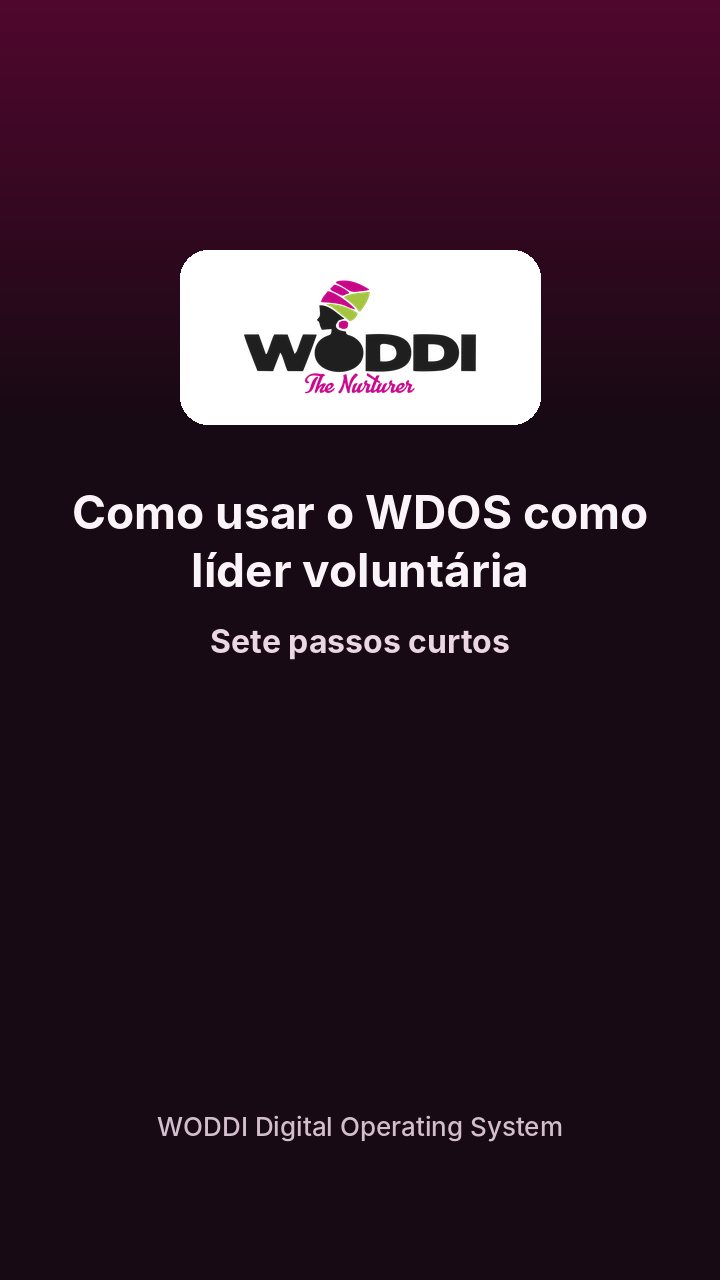 WODDI
The Nurturer
Como usar o WDOS como
líder voluntária
Sete passos curtos
WODDI Digital Operating System